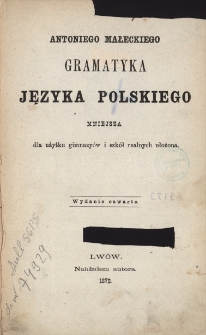 ANTONIEGO MAŁECKIEGO
GRAMATYKA
JĘZYKA POLSKIEGO
MNIEJSZA
dla użytku gimnazyów i szkół realnych ułożona.
Wydanie czwarte.
LWÓW.
Nakładem autora.
1872.